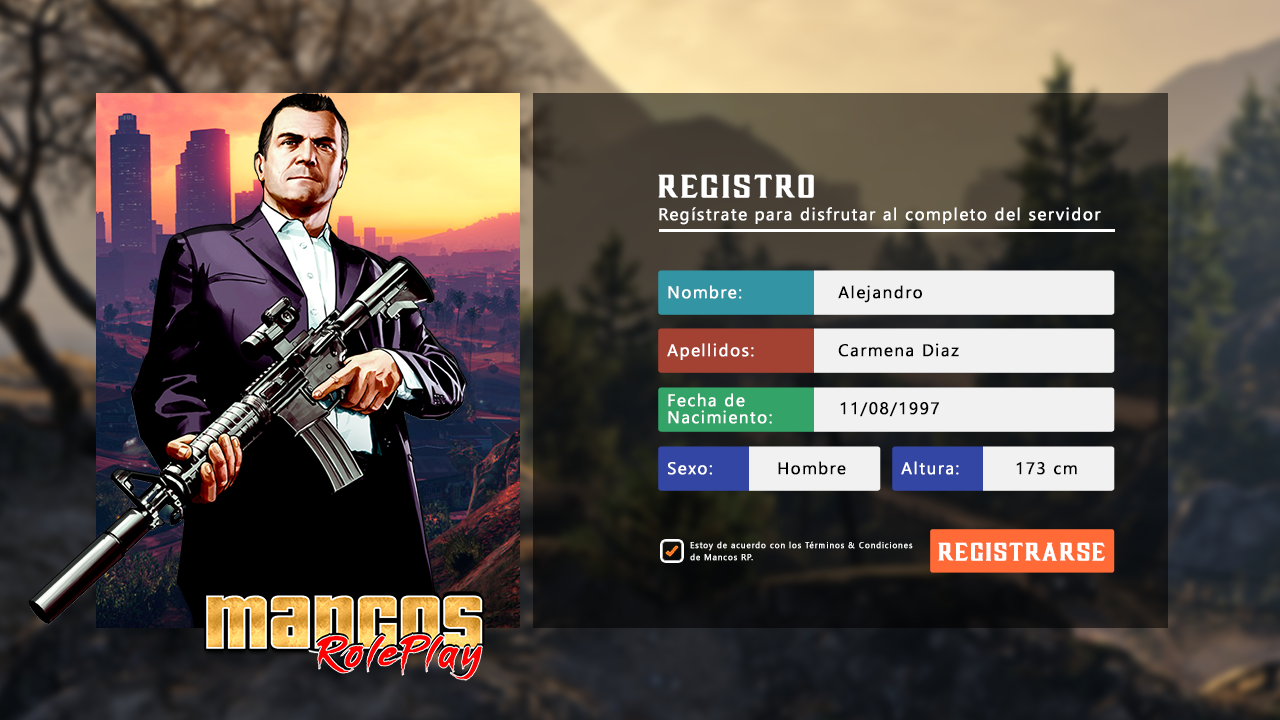 REGISTRO
Regístrate para disfrutar al completo del servidor
Nombre: Alejandro
Apellidos: Carmena Diaz
Fecha de
Nacimiento: 11/08/1997
Sexo: Hombre Altura: 173 cm
Estoy de acuerdo con los Términos & Condiciones
de Mancos RP.
REGISTRARSE
mancos
RolePlay